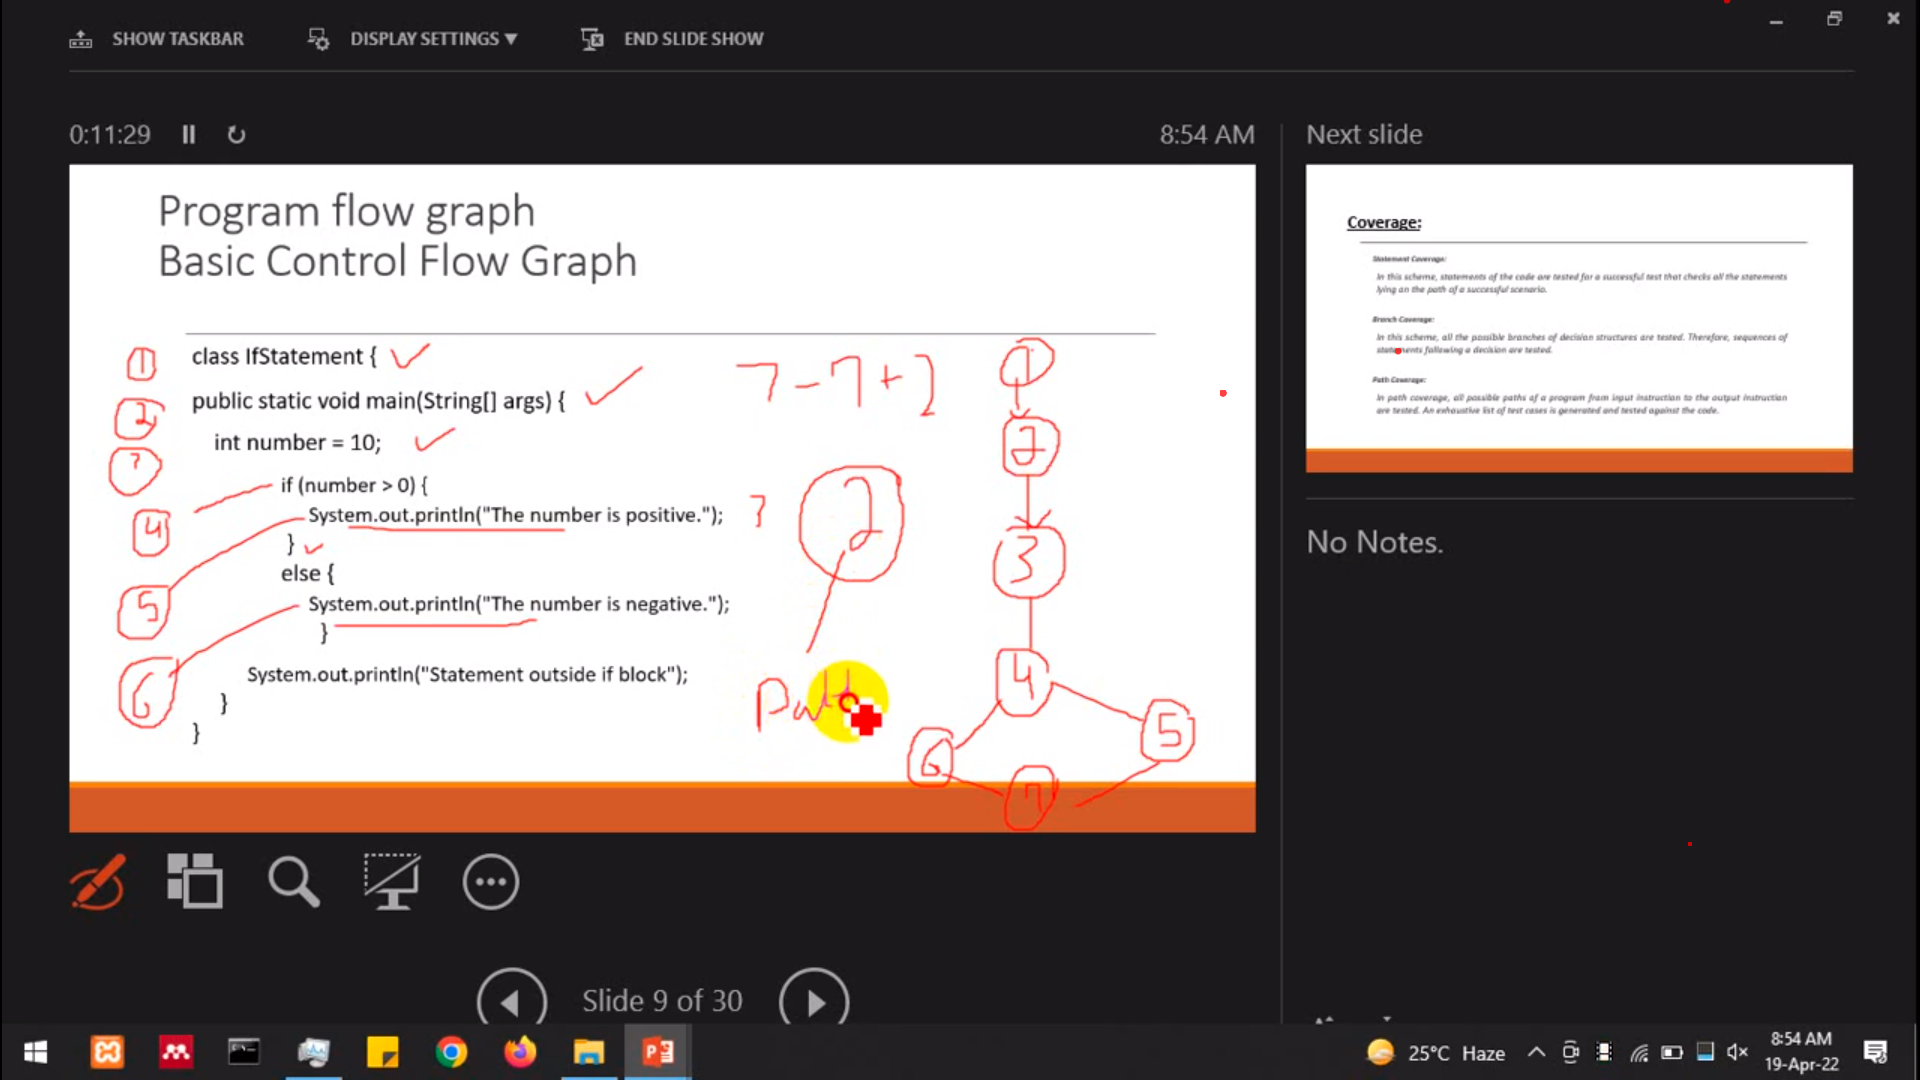 SHOW TASKBAR
DISPLAY SETTINGS ▼
END SLIDE SHOW
0:11:29
8:54 AM
Next slide
Program flow graph
Basic Control Flow Graph
1 class IfStatement {
2 public static void main(String[] args) {
int number = 10;
if (number > 0) {
4 System.out.println("The number is positive.");
}
else {
5 System.out.println("The number is negative.");
}
6 System.out.println("Statement outside if block");
}
}
7 - 7 + 2
2
1
2
3
4
5
6
7
Coverage:
Statement Coverage:
In this scheme, statements of the code are tested for a successful test that checks all the statements
lying on the path of a successful scenario.
Branch Coverage:
In this scheme, all the possible branches of decision structures are tested. Therefore, sequences of
statements following a decision are tested.
Path Coverage:
In path coverage, all possible paths of a program from input instruction to the output instruction
are tested. An exhaustive list of test cases is generated and tested against the code.
No Notes.
Slide 9 of 30
25°C Haze
8:54 AM
19-Apr-22